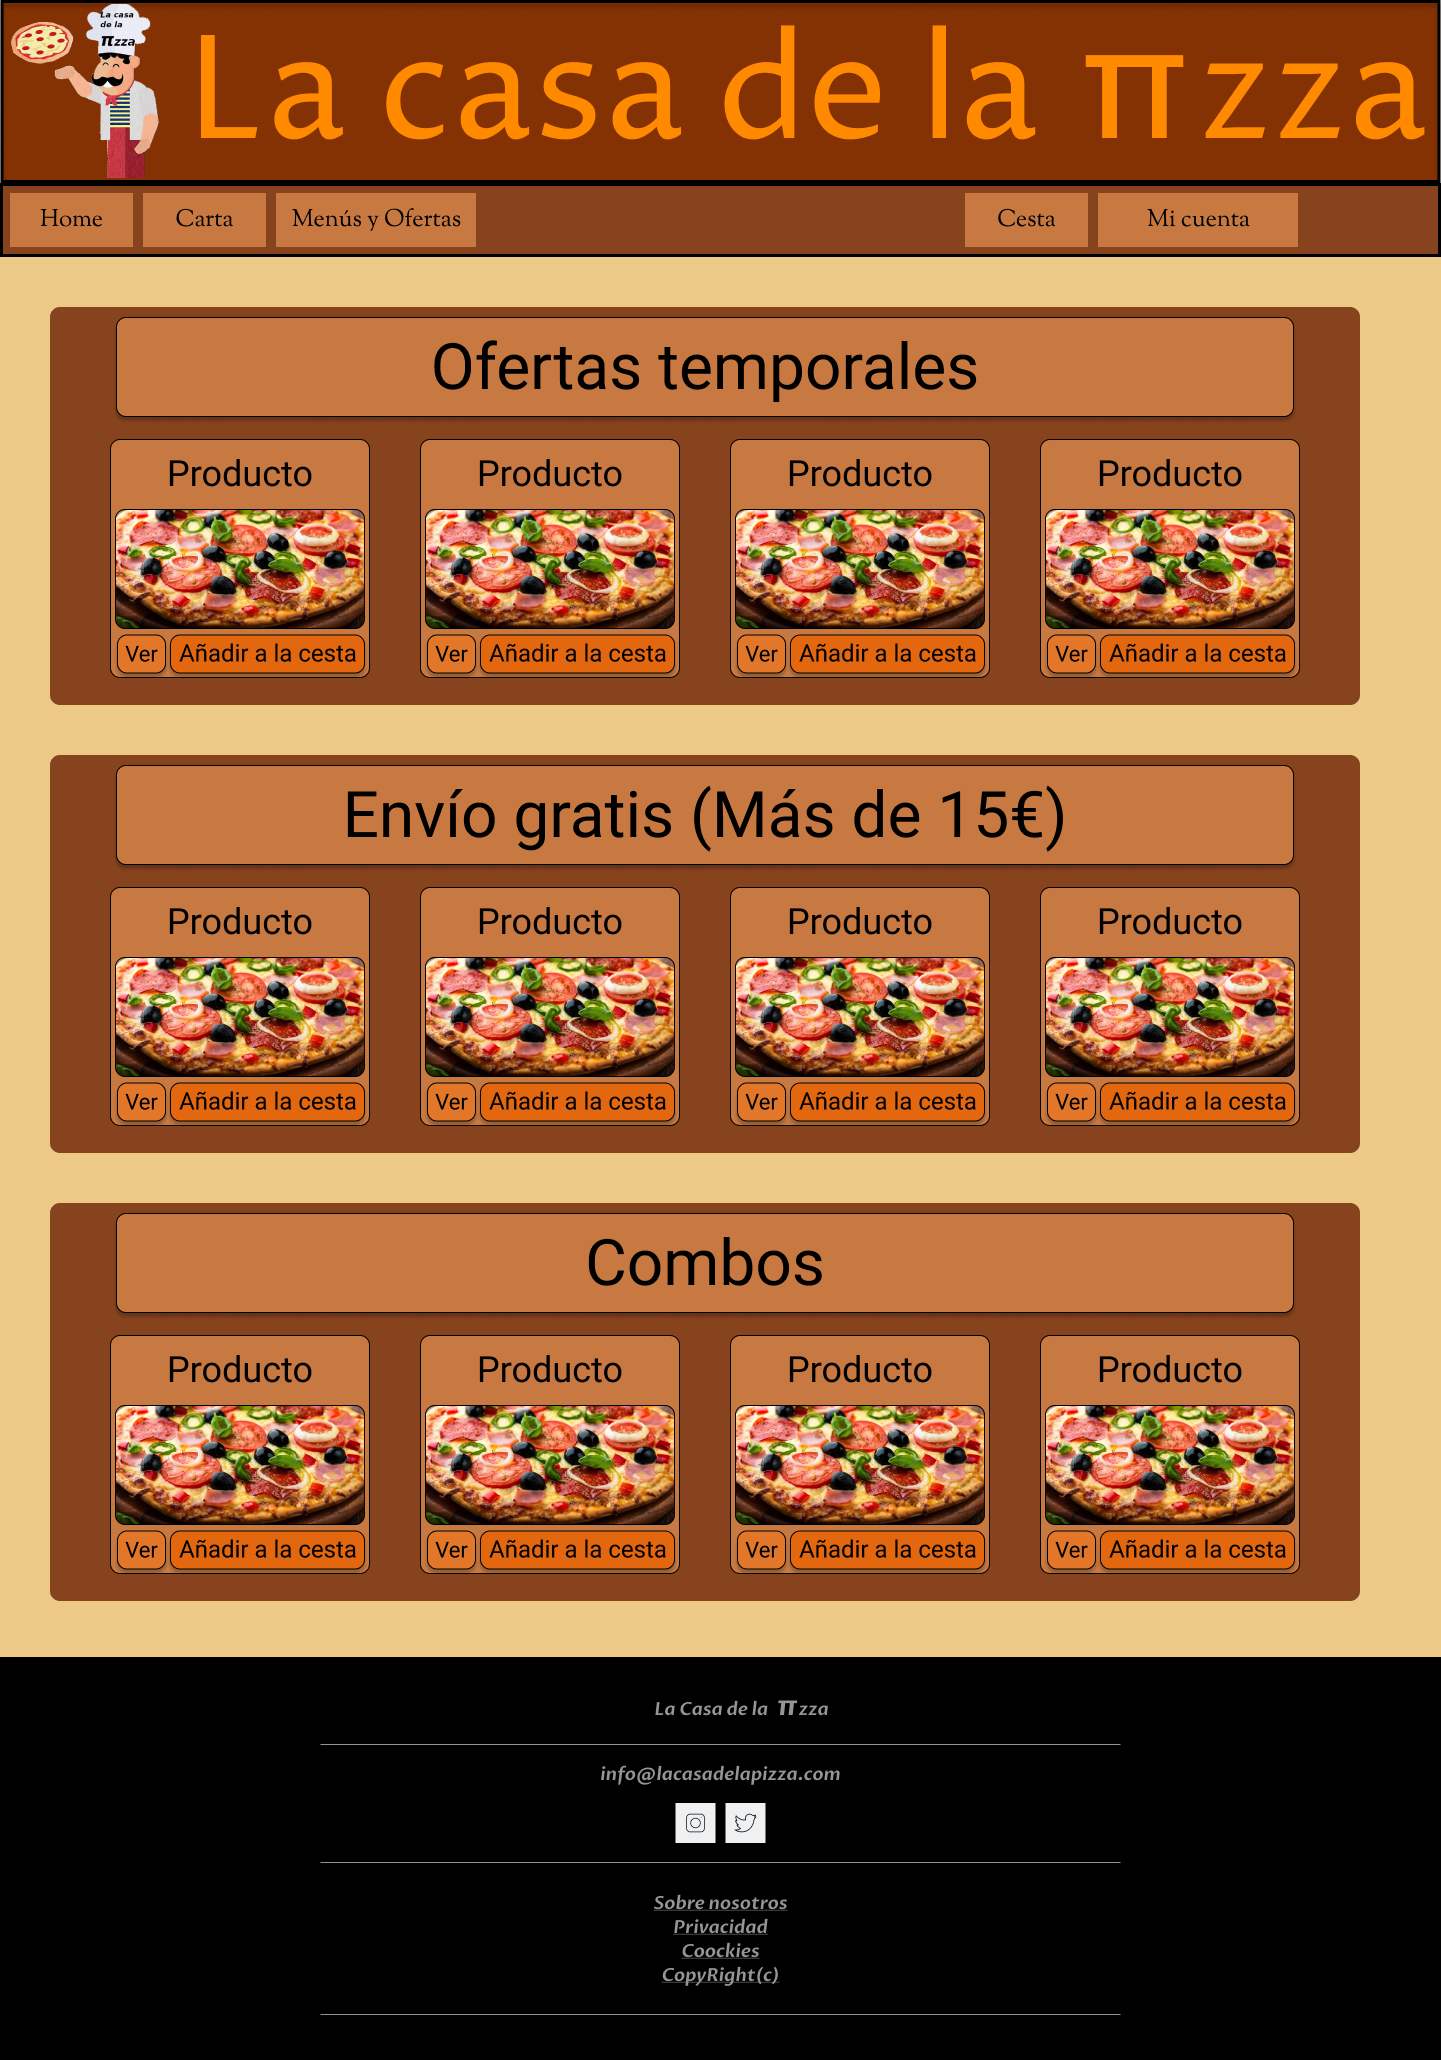 La casa
de la
πzza
La casa de la πzza
Home Carta Menús y Ofertas Cesta Mi cuenta
Ofertas temporales
Producto Producto Producto Producto
Ver Añadir a la cesta Ver Añadir a la cesta Ver Añadir a la cesta Ver Añadir a la cesta
Envío gratis (Más de 15€)
Producto Producto Producto Producto
Ver Añadir a la cesta Ver Añadir a la cesta Ver Añadir a la cesta Ver Añadir a la cesta
Combos
Producto Producto Producto Producto
Ver Añadir a la cesta Ver Añadir a la cesta Ver Añadir a la cesta Ver Añadir a la cesta
La Casa de la πzza
info@lacasadelapizza.com
Sobre nosotros
Privacidad
Coockies
CopyRight(c)